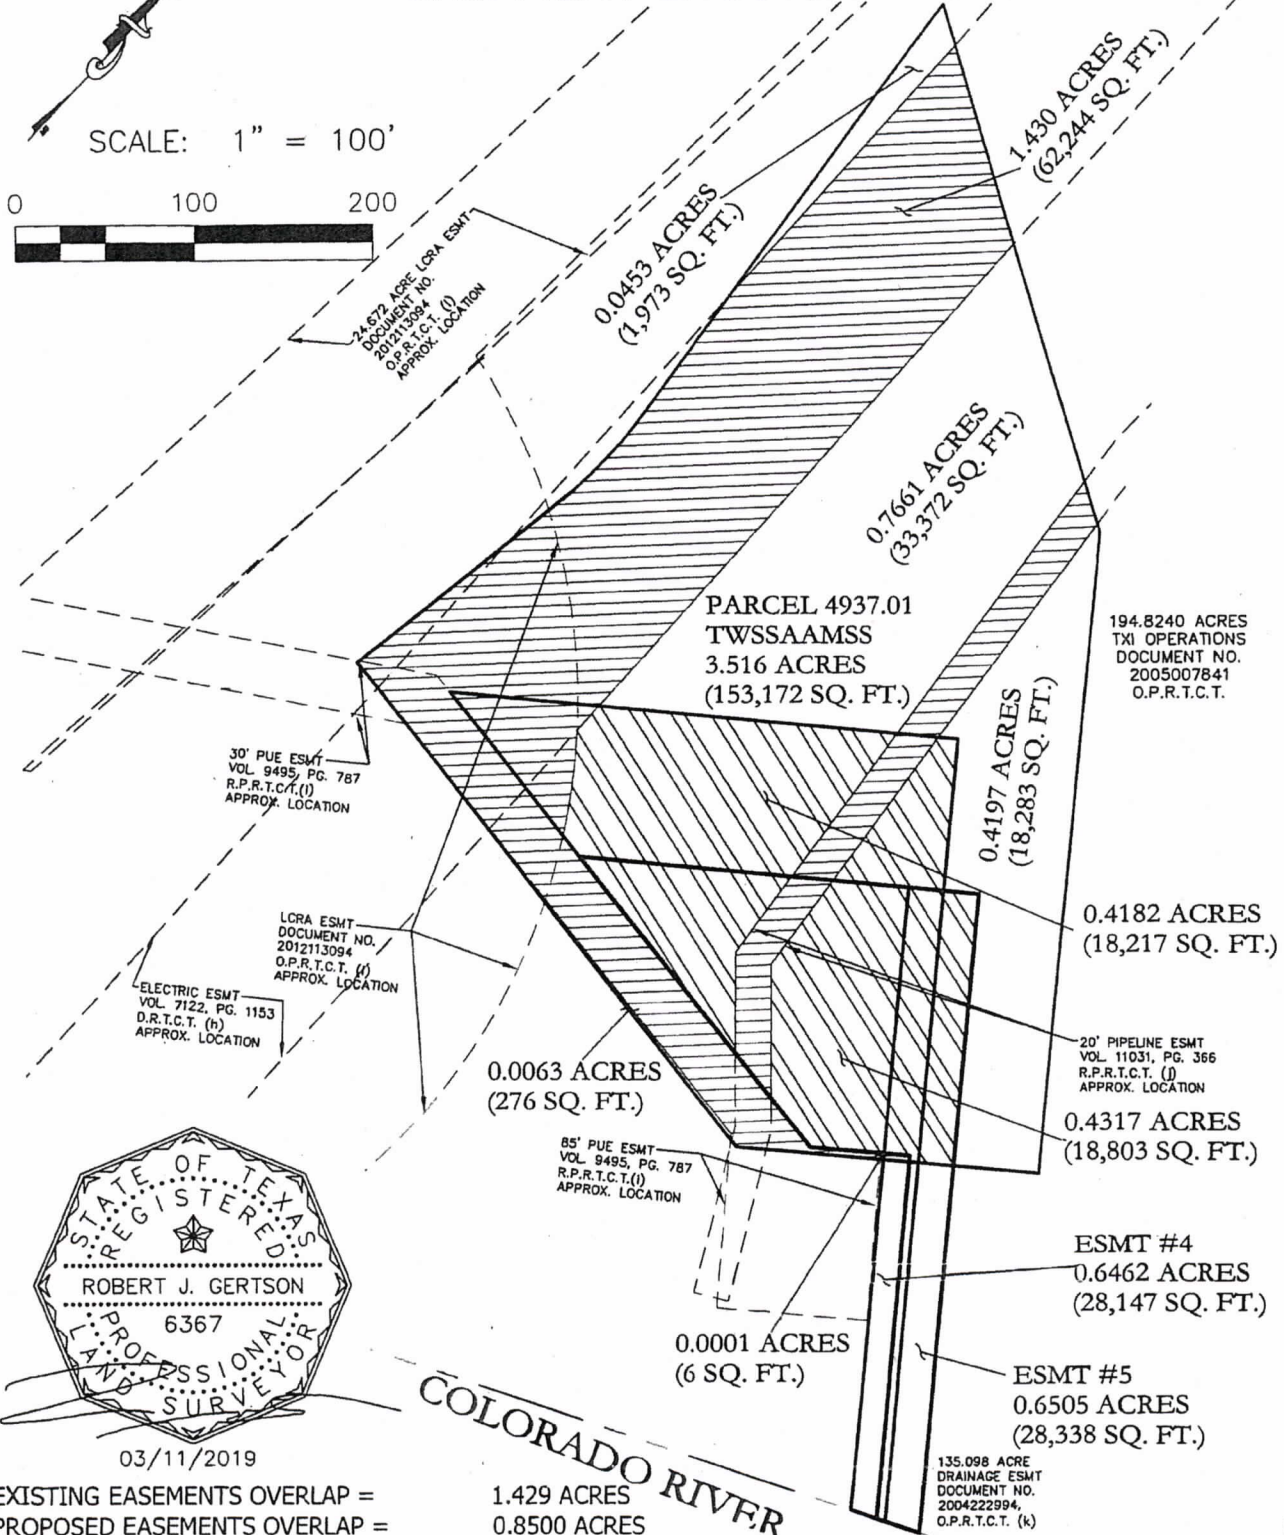 SCALE: 1" = 100'
0 100 200
1.430 ACRES
(62,244 SQ. FT.)
0.0453 ACRES
(1,973 SQ. FT.)
24.672 ACRE LCRA ESMT
DOCUMENT NO.
2012113094
O.P.R.T.C.T. (l)
APPROX. LOCATION
0.7661 ACRES
(33,372 SQ. FT.)
PARCEL 4937.01
TWSSAAMSS
3.516 ACRES
(153,172 SQ. FT.)
194.8240 ACRES
TXI OPERATIONS
DOCUMENT NO.
2005007841
O.P.R.T.C.T.
30' PUE ESMT
VOL 9495, PG. 787
R.P.R.T.C.T.(i)
APPROX. LOCATION
0.4197 ACRES
(18,283 SQ. FT.)
0.4182 ACRES
(18,217 SQ. FT.)
LCRA ESMT
DOCUMENT NO.
2012113094
O.P.R.T.C.T. (l)
APPROX. LOCATION
ELECTRIC ESMT
VOL 7122, PG. 1153
D.R.T.C.T. (h)
APPROX. LOCATION
20' PIPELINE ESMT
VOL 11031, PG. 366
R.P.R.T.C.T. (j)
APPROX. LOCATION
0.0063 ACRES
(276 SQ. FT.)
0.4317 ACRES
(18,803 SQ. FT.)
85' PUE ESMT
VOL 9495, PG. 787
R.P.R.T.C.T.(i)
APPROX. LOCATION
STATE OF TEXAS
REGISTERED
ROBERT J. GERTSON
6367
PROFESSIONAL
LAND SURVEYOR
03/11/2019
ESMT #4
0.6462 ACRES
(28,147 SQ. FT.)
0.0001 ACRES
(6 SQ. FT.)
ESMT #5
0.6505 ACRES
(28,338 SQ. FT.)
COLORADO RIVER
135.098 ACRE
DRAINAGE ESMT
DOCUMENT NO.
2004222994,
O.P.R.T.C.T. (k)
EXISTING EASEMENTS OVERLAP = 1.429 ACRES
PROPOSED EASEMENTS OVERLAP = 0.8500 ACRES